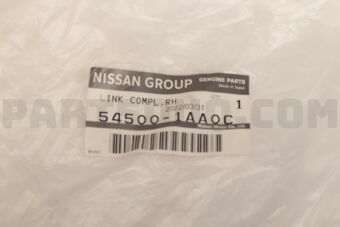 NISSAN GROUP
GENUINE PARTS
Made in Japan
LINK COMPL.RH
2022/03/31
QTY
1
54500-1AA0C
Nissan Motor Co., Ltd.